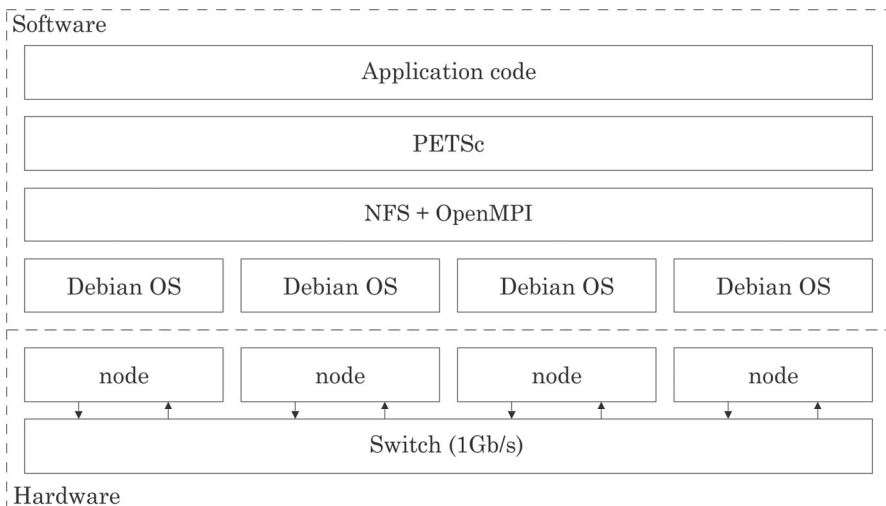 Software
Application code
PETSc
NFS + OpenMPI
Debian OS Debian OS Debian OS Debian OS
node node node node
Switch (1Gb/s)
Hardware